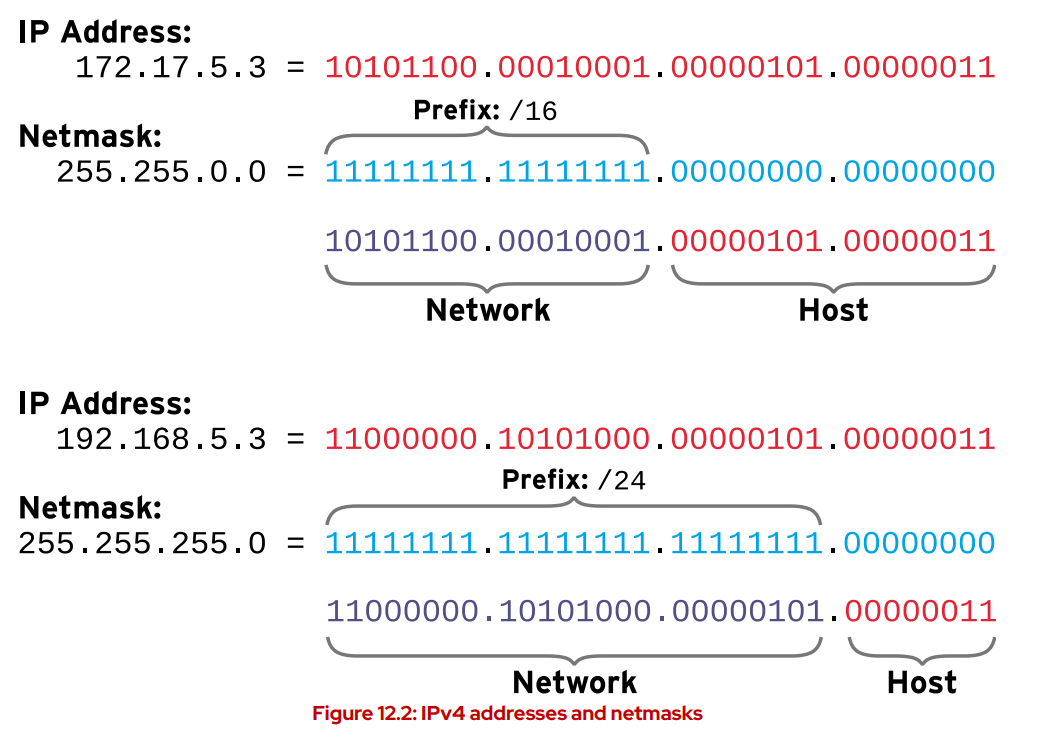 IP Address:
172.17.5.3 = 10101100.00010001.00000101.00000011
Prefix: /16
Netmask:
255.255.0.0 = 11111111.11111111.00000000.00000000
10101100.00010001.00000101.00000011
Network Host
IP Address:
192.168.5.3 = 11000000.10101000.00000101.00000011
Prefix: /24
Netmask:
255.255.255.0 = 11111111.11111111.11111111.00000000
11000000.10101000.00000101.00000011
Network Host
Figure 12.2: IPv4 addresses and netmasks